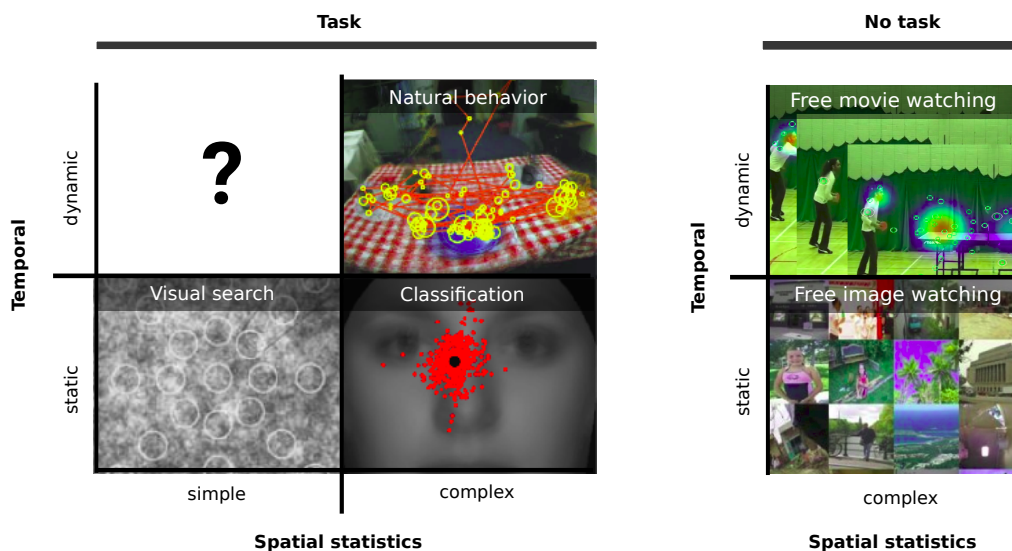 Task
No task
Temporal
dynamic
static
?
Natural behavior
Visual search
Classification
simple
complex
Spatial statistics
Temporal
dynamic
static
Free movie watching
Free image watching
complex
Spatial statistics